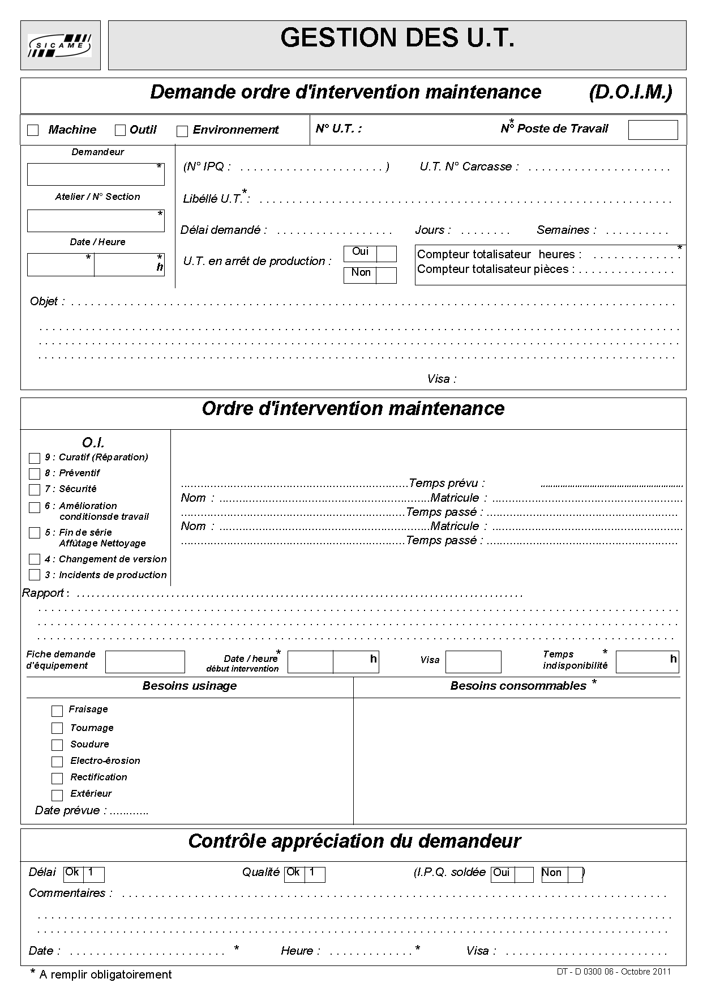 SICAME
GESTION DES U.T.
Demande ordre d'intervention maintenance (D.O.I.M.)
Machine Outil Environnement N° U.T. : N° Poste de Travail *
Demandeur
*
(N° IPQ : . . . . . . . . . . . . . . . . . . . . . . ) U.T. N° Carcasse : . . . . . . . . . . . . . . . . . . . . . .
Atelier / N° Section
*
Libéllé U.T.* : . . . . . . . . . . . . . . . . . . . . . . . . . . . . . . . . . . . . . . . . . . . . . . . . . . . . . . . . . . . . . . .
Délai demandé : . . . . . . . . . . . . . . . . . . Jours : . . . . . . . . Semaines : . . . . . . . . . .
Date / Heure
* * h
U.T. en arrêt de production : Oui
Non
Compteur totalisateur heures : . . . . . . . . . . . . . *
Compteur totalisateur pièces : . . . . . . . . . . . . . . .
Objet : . . . . . . . . . . . . . . . . . . . . . . . . . . . . . . . . . . . . . . . . . . . . . . . . . . . . . . . . . . . .
Visa :
Ordre d'intervention maintenance
O.I.
9 : Curatif (Réparation)
8 : Préventif
7 : Sécurité
6 : Amélioration
conditionsde travail
5 : Fin de série
Affûtage Nettoyage
4 : Changement de version
3 : Incidents de production
.....................................................................Temps prévu : ..........................................................
Nom : ................................................................Matricule : ..........................................................
....................................................................Temps passé : ..........................................................
Nom : ................................................................Matricule : ..........................................................
....................................................................Temps passé : ..........................................................
Rapport : . . . . . . . . . . . . . . . . . . . . . . . . . . . . . . . . . . . . . . . . . . . . . . . . . . . . . . . . . . . .
Fiche demande
d'équipement
Date / heure *
début intervention
h
Visa
Temps *
indisponibilité
h
Besoins usinage
Besoins consommables *
Fraisage
Tournage
Soudure
Electro-érosion
Rectification
Extérieur
Date prévue : ............
Contrôle appréciation du demandeur
Délai Ok 1 Qualité Ok 1 (I.P.Q. soldée Oui Non )
Commentaires : . . . . . . . . . . . . . . . . . . . . . . . . . . . . . . . . . . . . . . . . . . . . . . . . . . . . . . . . . . . .
Date : . . . . . . . . . . . . . . . . . . . . . . . . * Heure : . . . . . . . . . . . . . * Visa : . . . . . . . . . . . . . . . . . . . . . . . . .
* A remplir obligatoirement
DT - D 0300 06 - Octobre 2011